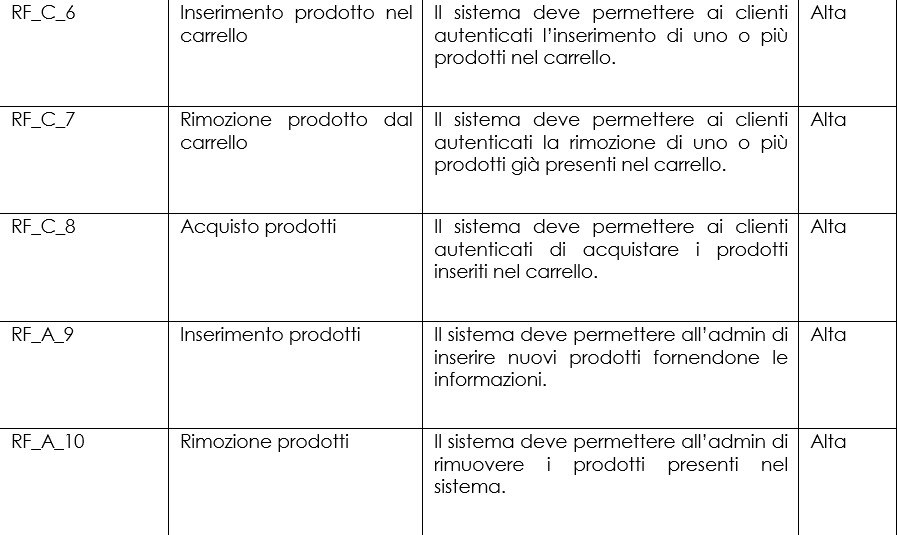 RF_C_6
Inserimento prodotto nel
carrello
Il sistema deve permettere ai clienti
autenticati l'inserimento di uno o più
prodotti nel carrello.
Alta
RF_C_7
Rimozione prodotto dal
carrello
Il sistema deve permettere ai clienti
autenticati la rimozione di uno o più
prodotti già presenti nel carrello.
Alta
RF_C_8
Acquisto prodotti
Il sistema deve permettere ai clienti
autenticati di acquistare i prodotti
inseriti nel carrello.
Alta
RF_A_9
Inserimento prodotti
Il sistema deve permettere all'admin di
inserire nuovi prodotti fornendone le
informazioni.
Alta
RF_A_10
Rimozione prodotti
Il sistema deve permettere all'admin di
rimuovere i prodotti presenti nel
sistema.
Alta